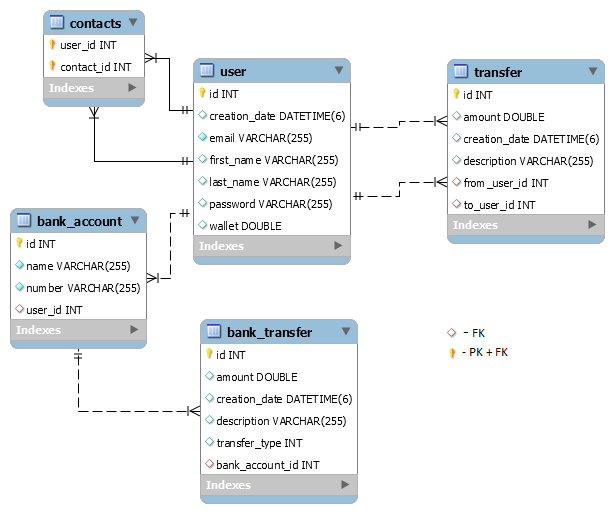 contacts
user_id INT
contact_id INT
Indexes
user
id INT
creation_date DATETIME(6)
email VARCHAR(255)
first_name VARCHAR(255)
last_name VARCHAR(255)
password VARCHAR(255)
wallet DOUBLE
Indexes
transfer
id INT
amount DOUBLE
creation_date DATETIME(6)
description VARCHAR(255)
from_user_id INT
to_user_id INT
Indexes
bank_account
id INT
name VARCHAR(255)
number VARCHAR(255)
user_id INT
Indexes
bank_transfer
id INT
amount DOUBLE
creation_date DATETIME(6)
description VARCHAR(255)
transfer_type INT
bank_account_id INT
Indexes
- FK
- PK + FK